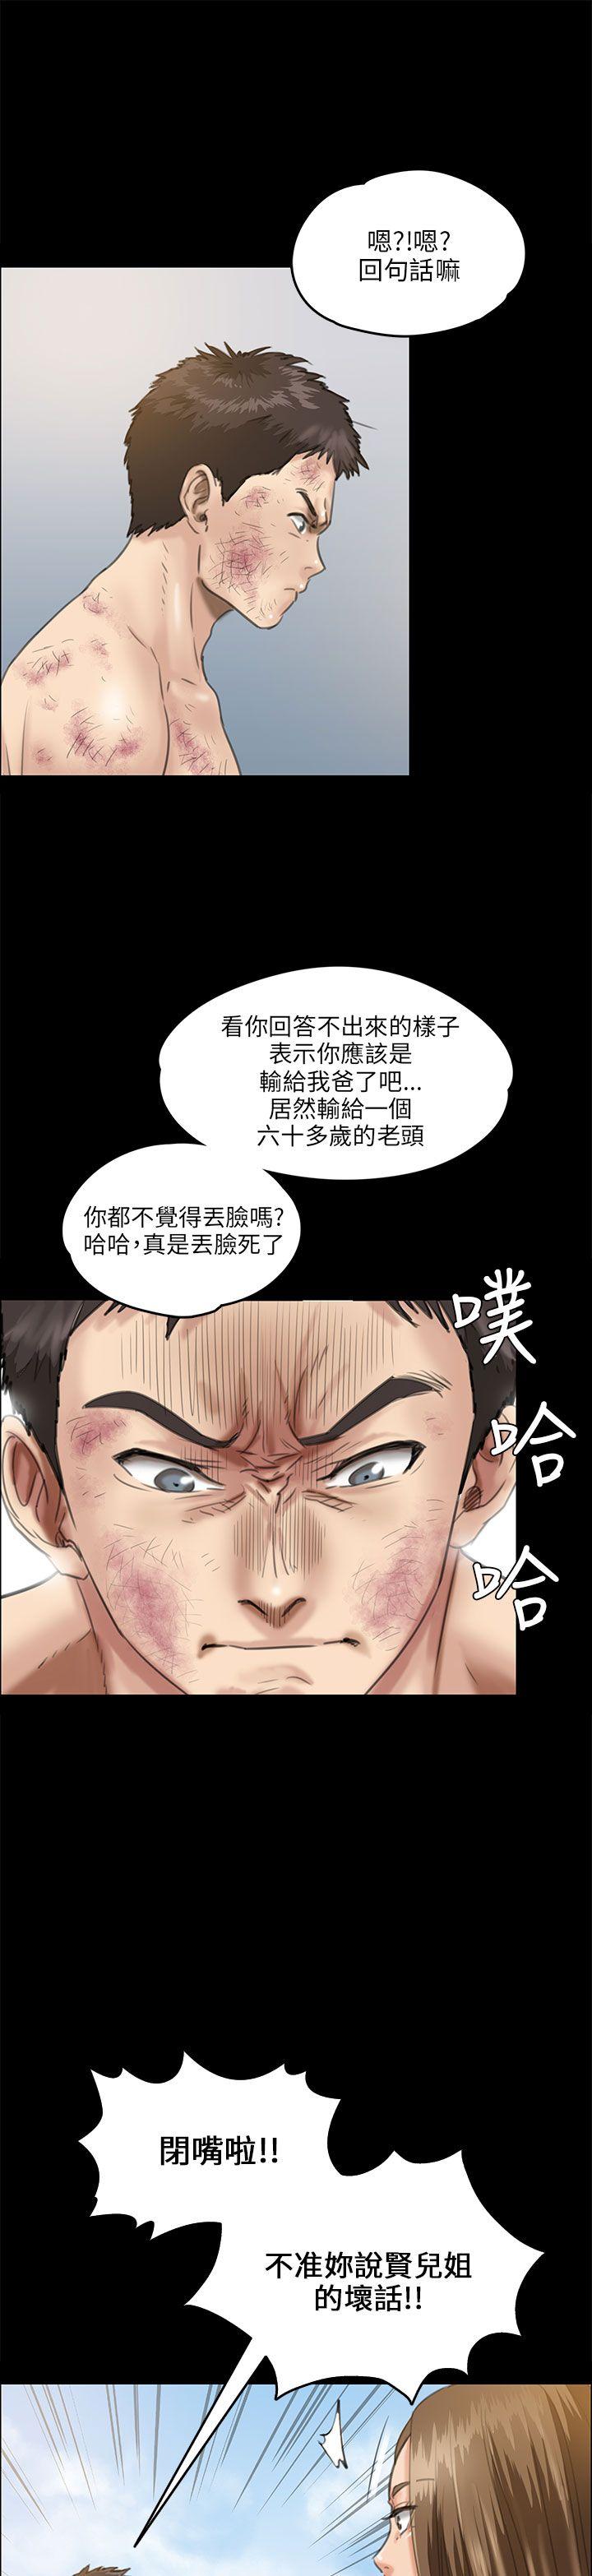 嗯?!嗯?
回句話嘛
看你回答不出來的樣子
表示你應該是
輸給我爸了吧...
居然輸給一個
六十多歲的老頭
你都不覺得丟臉嗎?
哈哈,真是丟臉死了
噗
哈
哈
閉嘴啦!!
不准妳說賢兒姐
的壞話!!